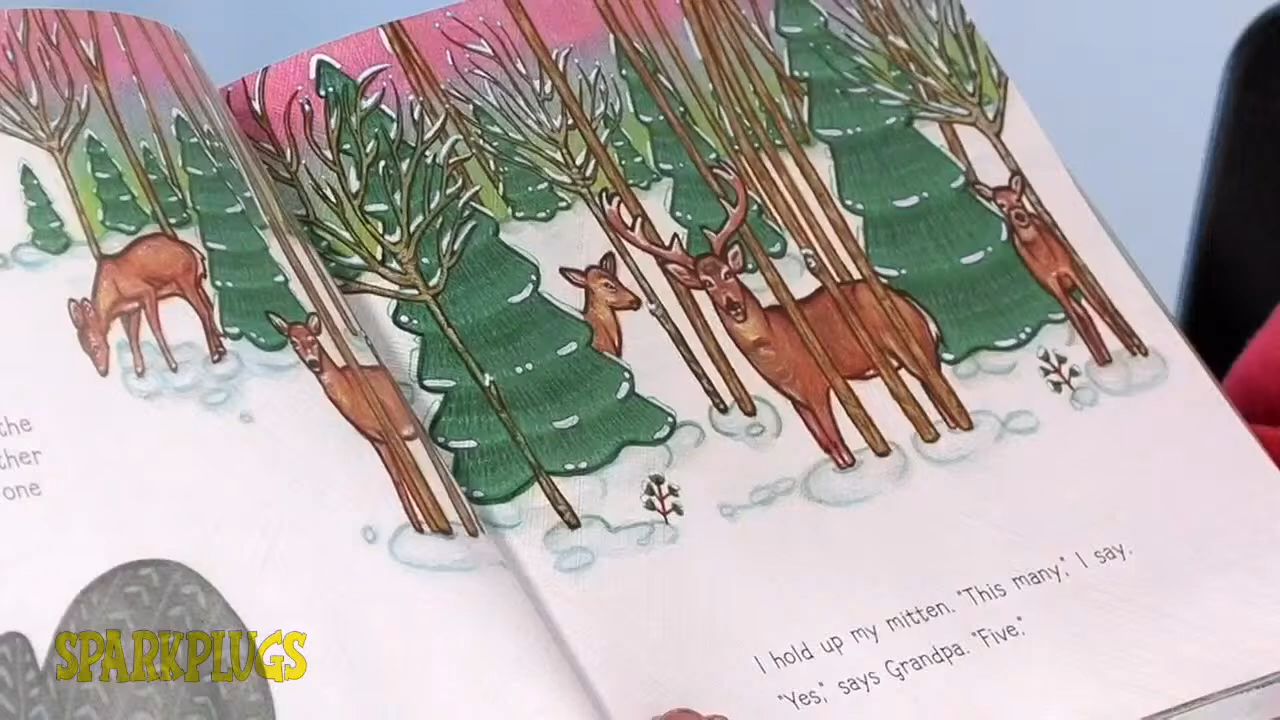 the
ther
one
I hold up my mitten. "This many," I say.
"Yes," says Grandpa. "Five."
SPARKPLUGS